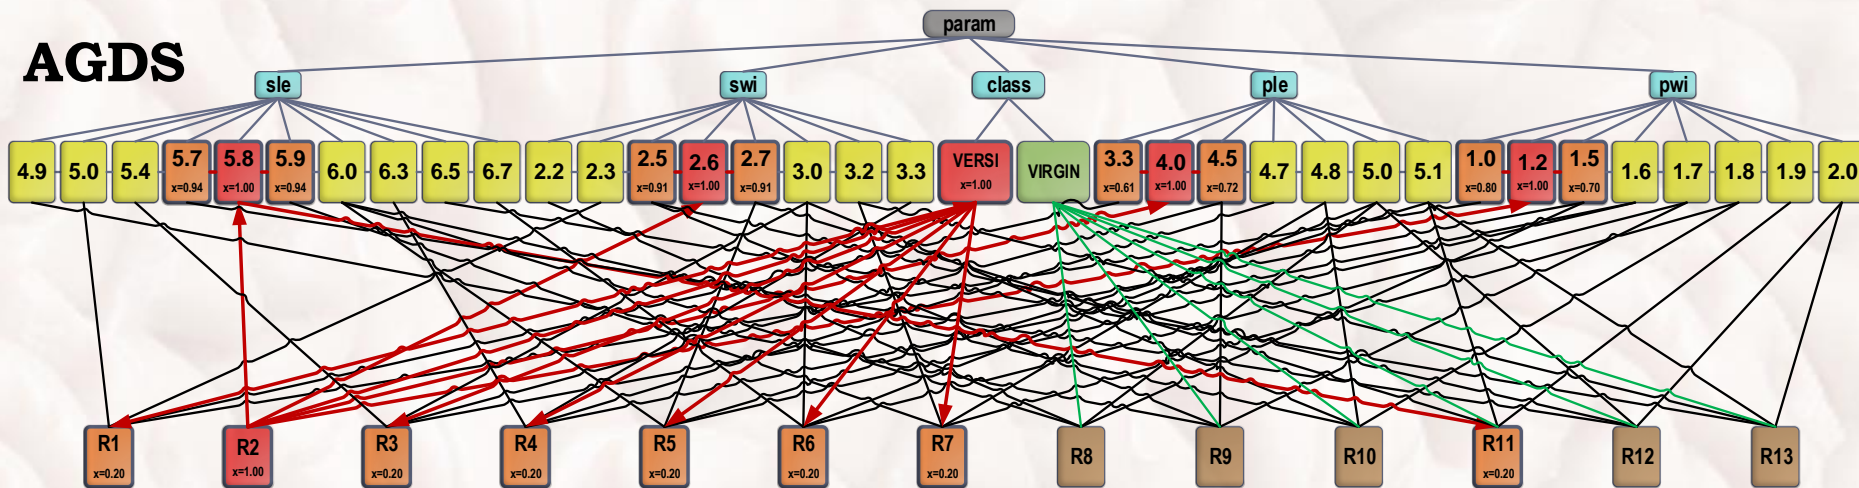 param
AGDS
sle swi class ple pwi
4.9 5.0 5.4 5.7 5.8 5.9 6.0 6.3 6.5 6.7 2.2 2.3 2.5 2.6 2.7 3.0 3.2 3.3 VERSI VIRGIN 3.3 4.0 4.5 4.7 4.8 5.0 5.1 1.0 1.2 1.5 1.6 1.7 1.8 1.9 2.0
x=0.94 x=1.00 x=0.94 x=0.91 x=1.00 x=0.91 x=1.00 x=0.61 x=1.00 x=0.72 x=0.80 x=1.00 x=0.70
R1 R2 R3 R4 R5 R6 R7 R8 R9 R10 R11 R12 R13
x=0.20 x=1.00 x=0.20 x=0.20 x=0.20 x=0.20 x=0.20 x=0.20